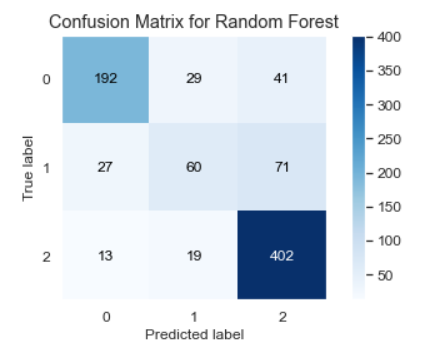 Confusion Matrix for Random Forest
400
0 192 29 41
350
300
250
True label
1 27 60 71
200
150
100
2 13 19 402
50
0 1 2
Predicted label